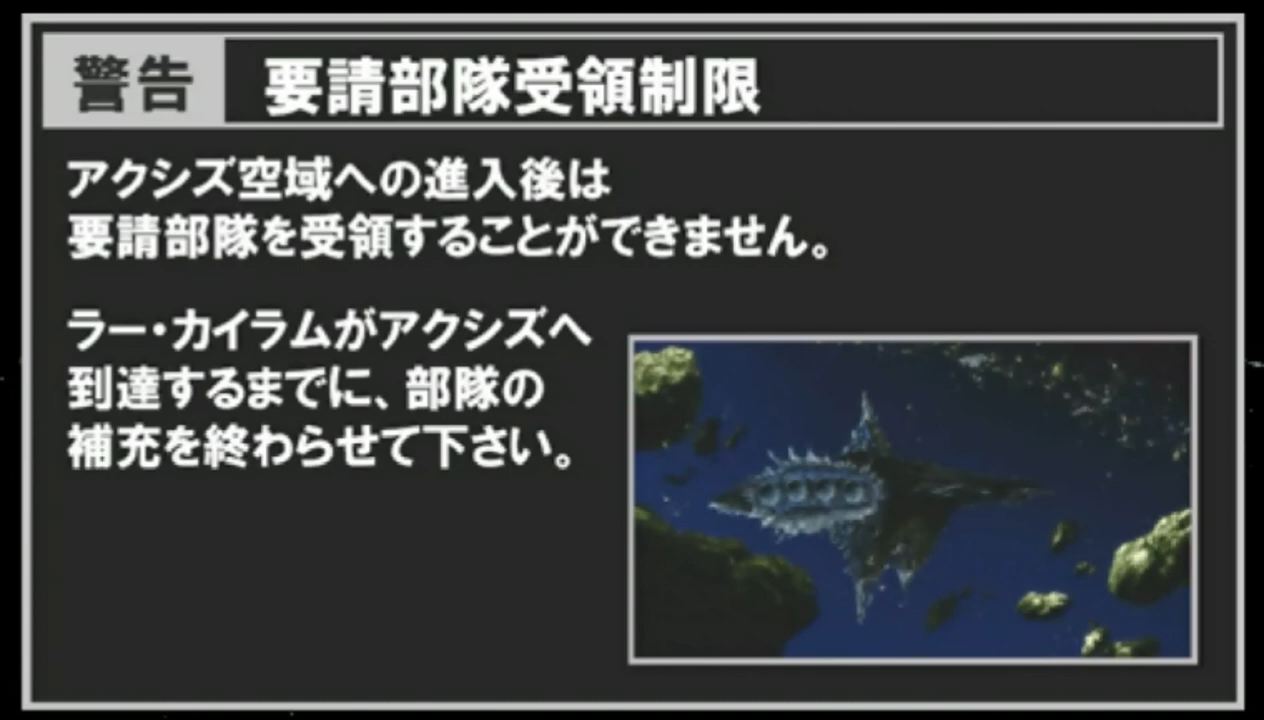 警告 要請部隊受領制限
アクシズ空域への進入後は
要請部隊を受領することができません。
ラー・カイラムがアクシズへ
到達するまでに、部隊の
補充を終わらせて下さい。